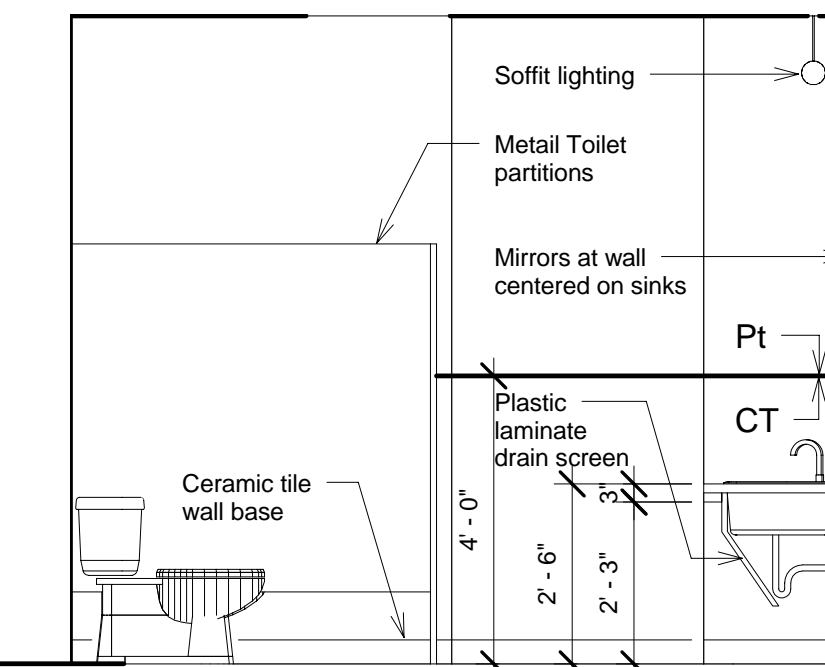 Soffit lighting
Metail Toilet
partitions
Mirrors at wall
centered on sinks
Pt
CT
Plastic
laminate
drain screen
Ceramic tile
wall base
4' - 0"
2' - 6"
3"
2' - 3"